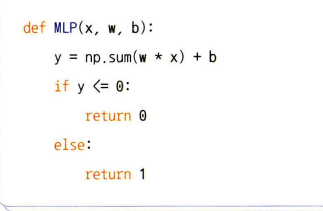 def MLP(x, w, b):
    y = np.sum(w * x) + b
    if y <= 0:
        return 0
    else:
        return 1